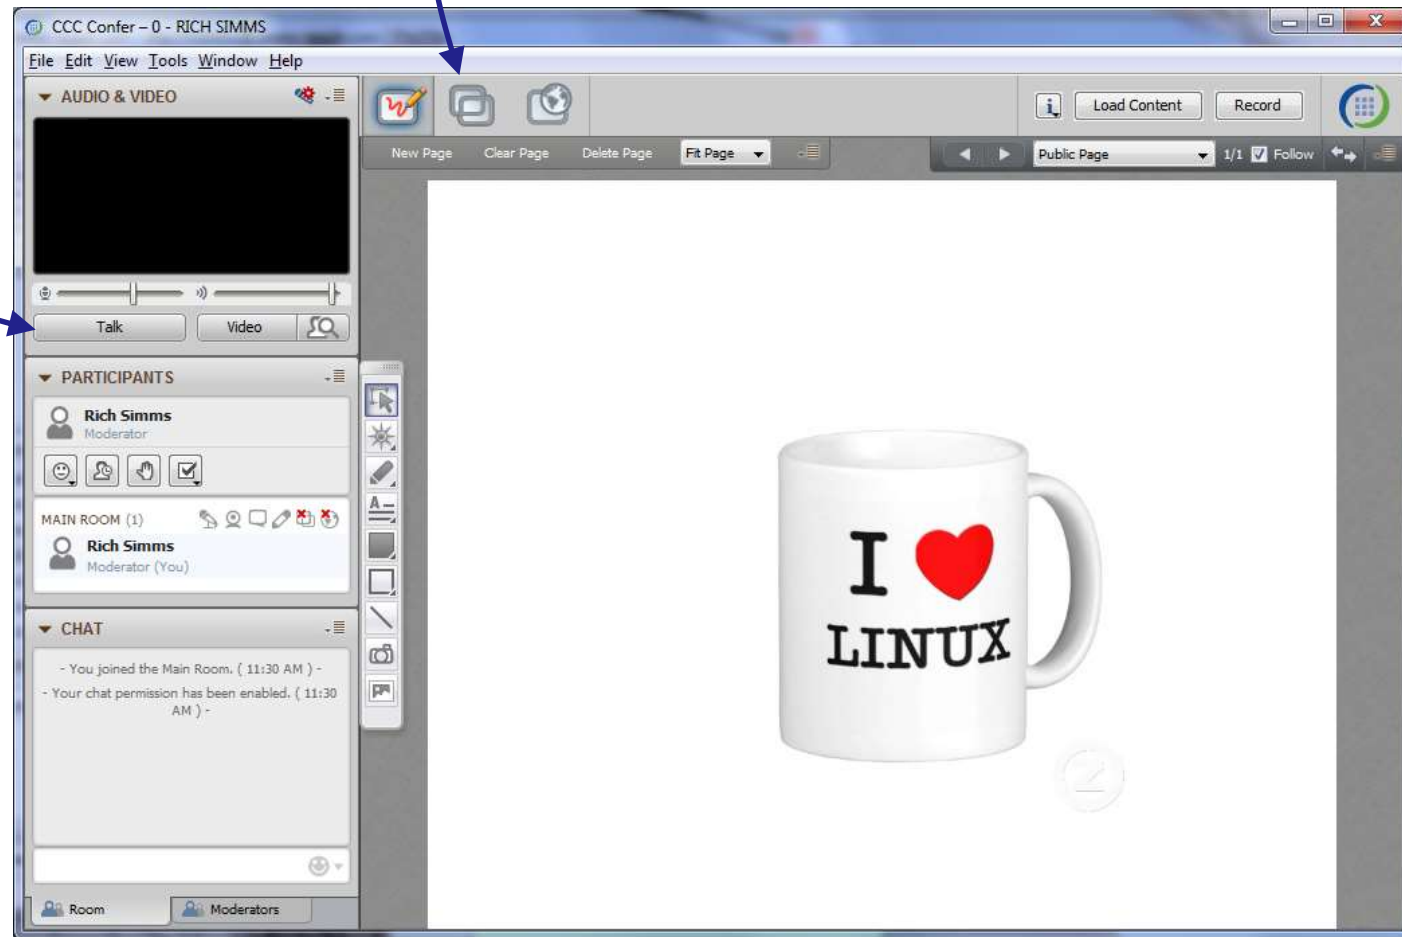 CCC Confer – 0 - RICH SIMMS
File Edit View Tools Window Help
AUDIO & VIDEO
Load Content Record
New Page Clear Page Delete Page Fit Page Public Page 1/1 Follow
Talk Video
PARTICIPANTS
Rich Simms
Moderator
MAIN ROOM (1)
Rich Simms
Moderator (You)
CHAT
- You joined the Main Room. ( 11:30 AM ) -
- Your chat permission has been enabled. ( 11:30
AM ) -
Room Moderators
I
LINUX
2